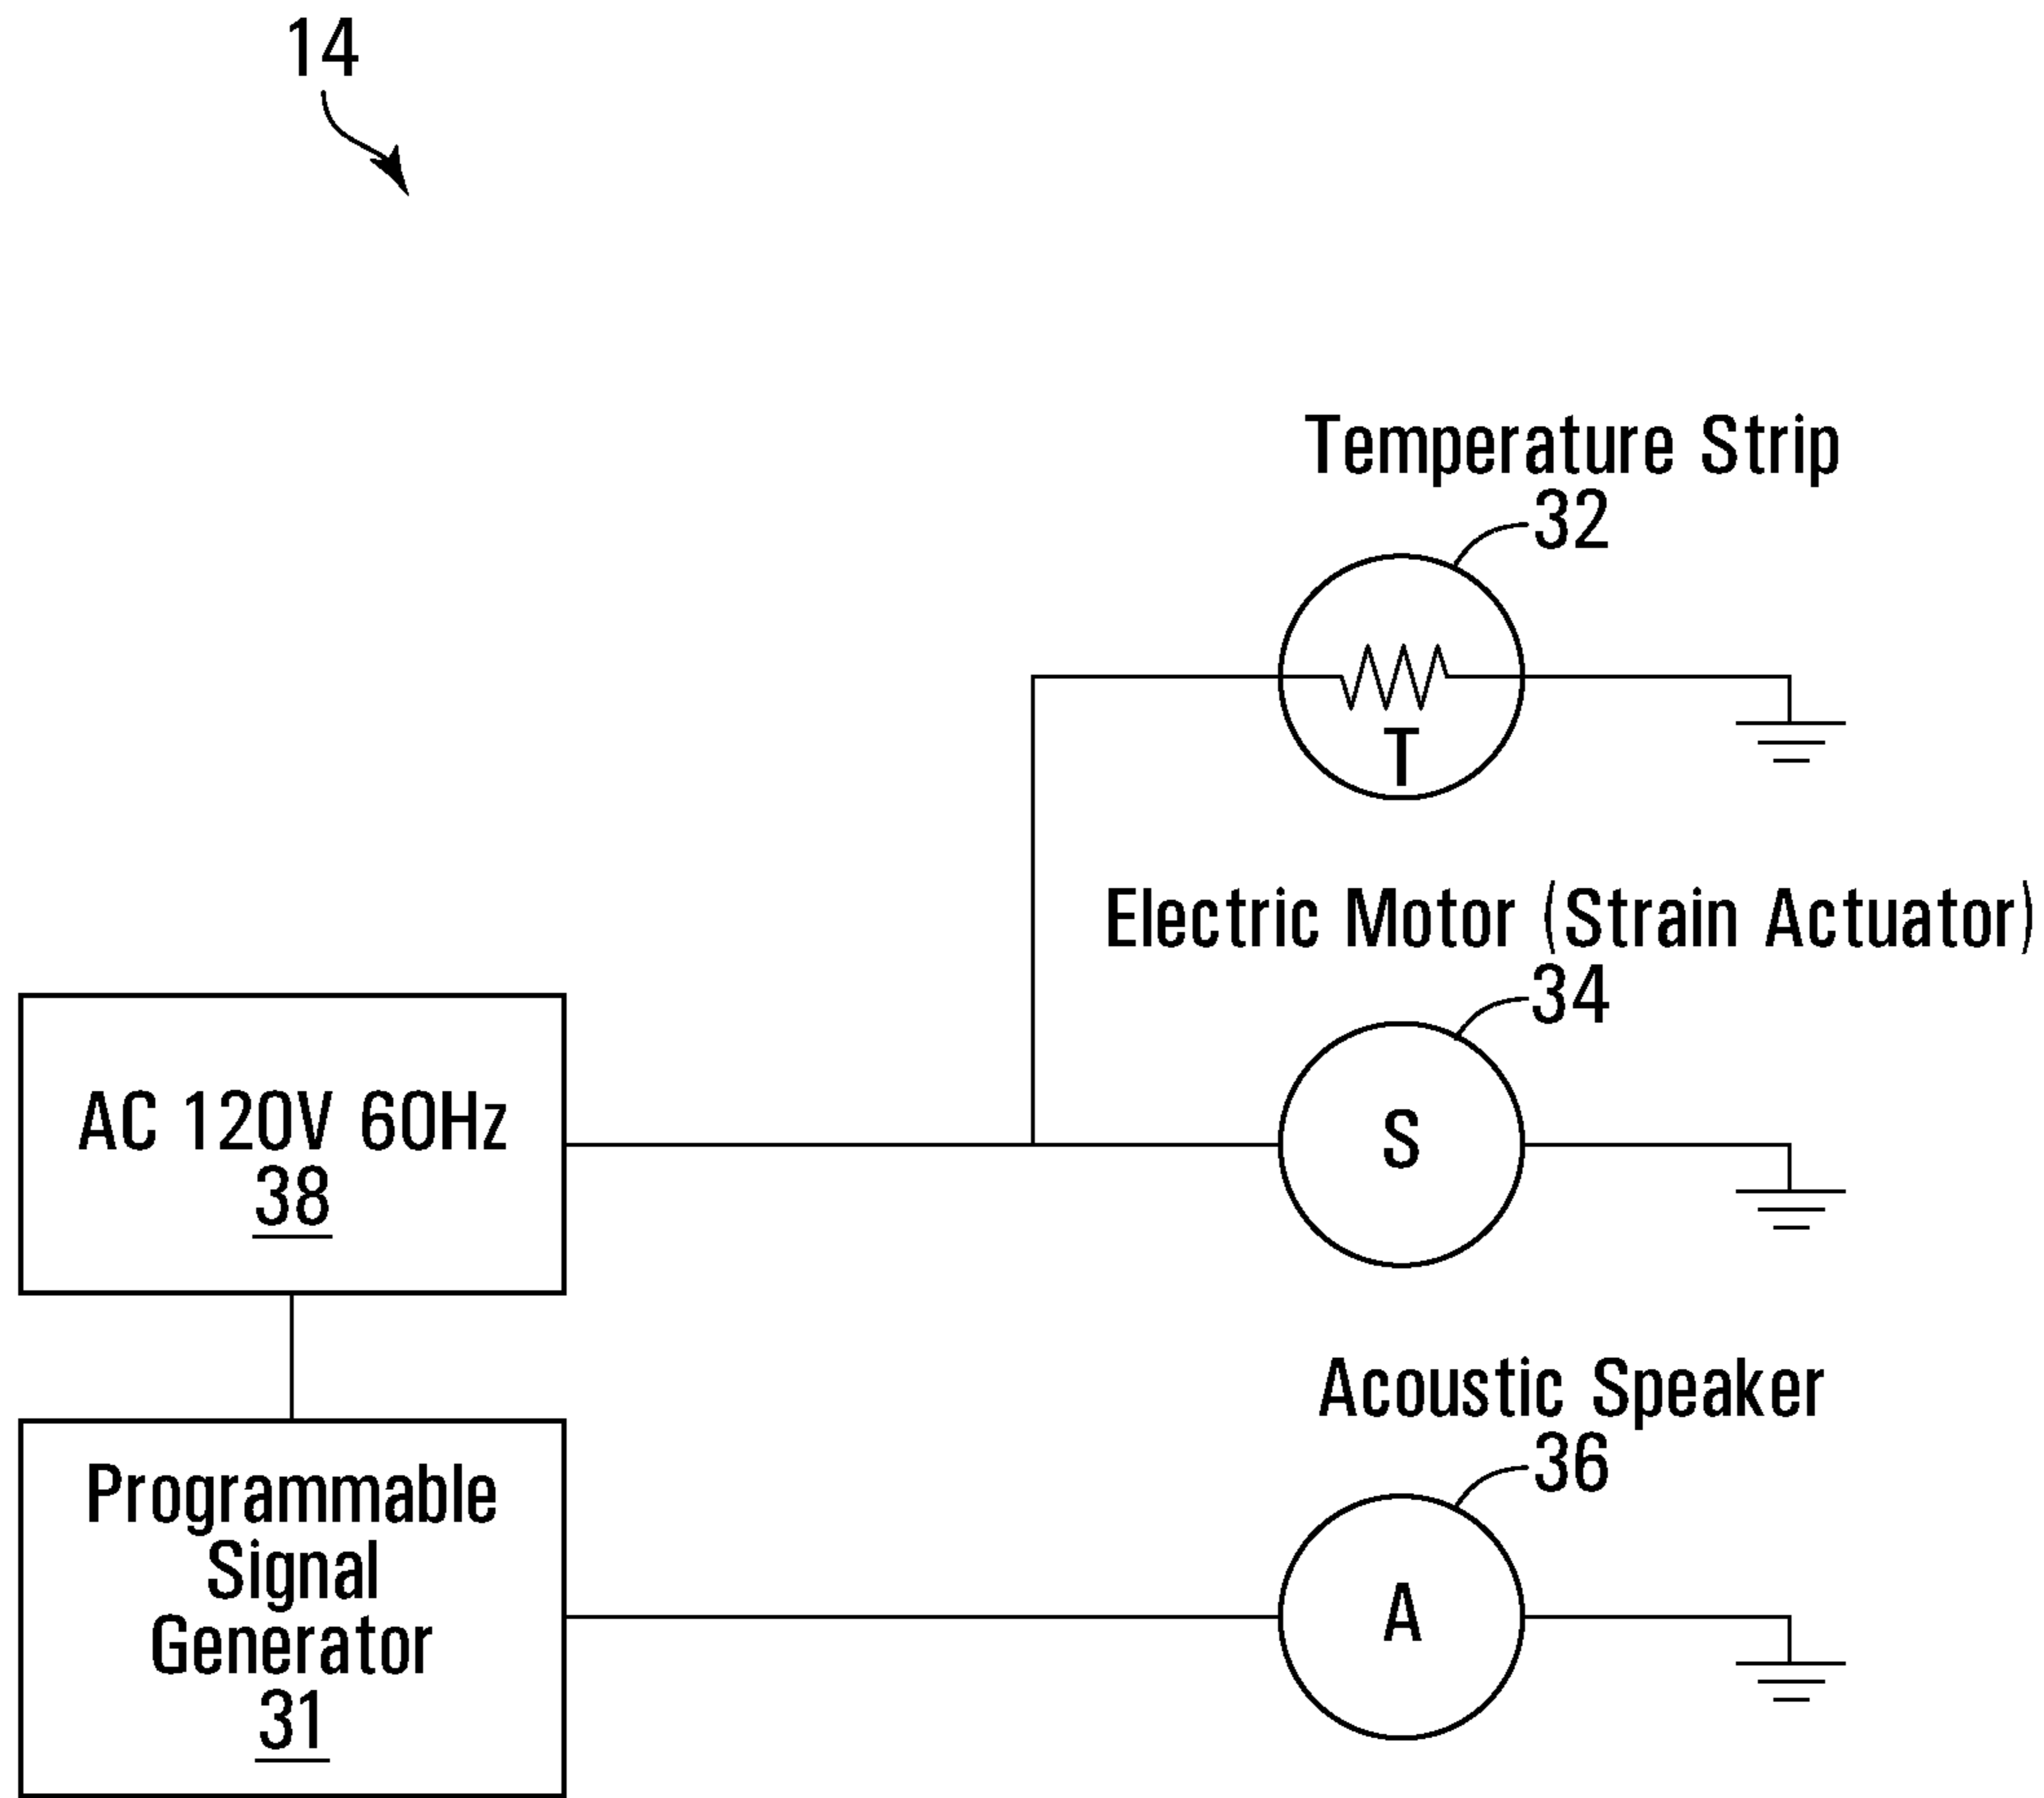 14
Temperature Strip
32
T
Electric Motor (Strain Actuator)
34
AC 120V 60Hz
38
S
Acoustic Speaker
36
Programmable
Signal
Generator
31
A